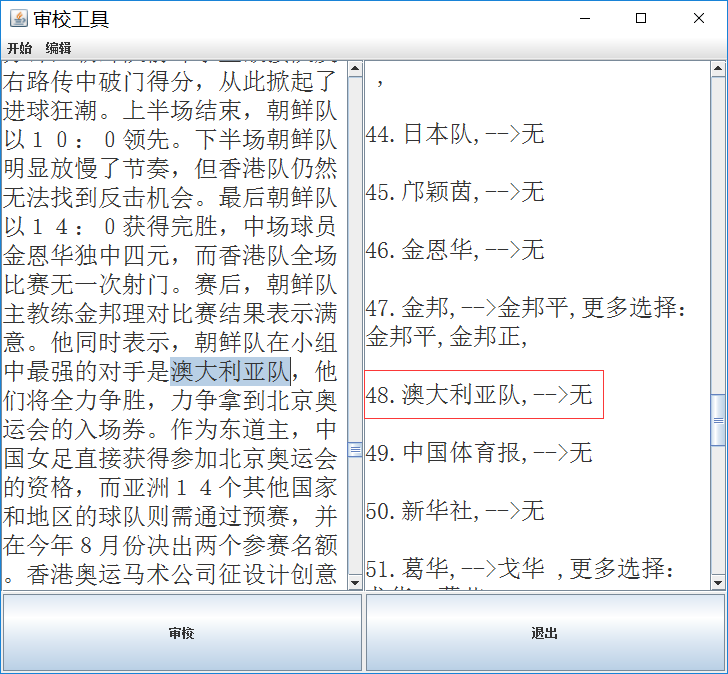 审校工具
开始 编辑
右路传中破门得分，从此掀起了
进球狂潮。上半场结束，朝鲜队
以１０：０领先。下半场朝鲜队
明显放慢了节奏，但香港队仍然
无法找到反击机会。最后朝鲜队
以１４：０获得完胜，中场球员
金恩华独中四元，而香港队全场
比赛无一次射门。赛后，朝鲜队
主教练金邦理对比赛结果表示满
意。他同时表示，朝鲜队在小组
中最强的对手是澳大利亚队，他
们将全力争胜，力争拿到北京奥
运会的入场券。作为东道主，中
国女足直接获得参加北京奥运会
的资格，而亚洲１４个其他国家
和地区的球队则需通过预赛，并
在今年８月份决出两个参赛名额
。香港奥运马术公司征设计创意
，
44.日本队,-->无
45.邝颖茵,-->无
46.金恩华,-->无
47.金邦,-->金邦平,更多选择:
金邦平,金邦正,
48.澳大利亚队,-->无
49.中国体育报,-->无
50.新华社,-->无
51.葛华,-->戈华 ,更多选择:
审校
退出